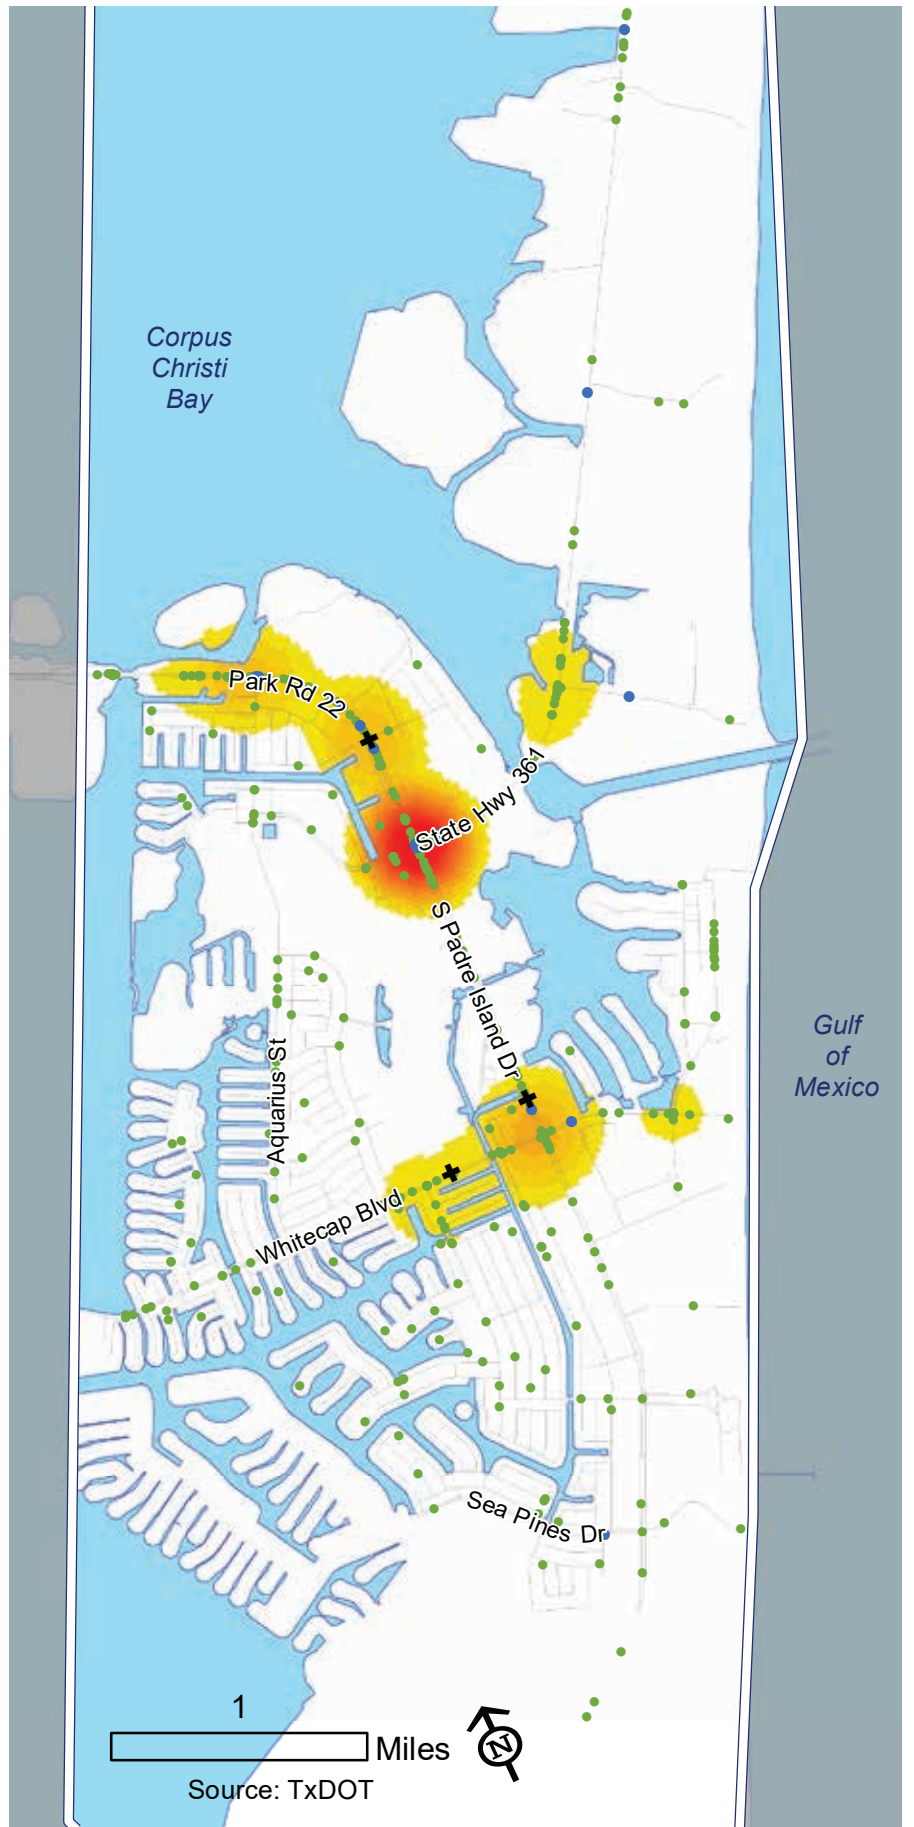 Corpus
Christi
Bay
Park Rd 22
State Hwy 361
S Padre Island Dr
Gulf
of
Mexico
Aquarius St
Whitecap Blvd
Sea Pines Dr
1
Miles
N
Source: TxDOT